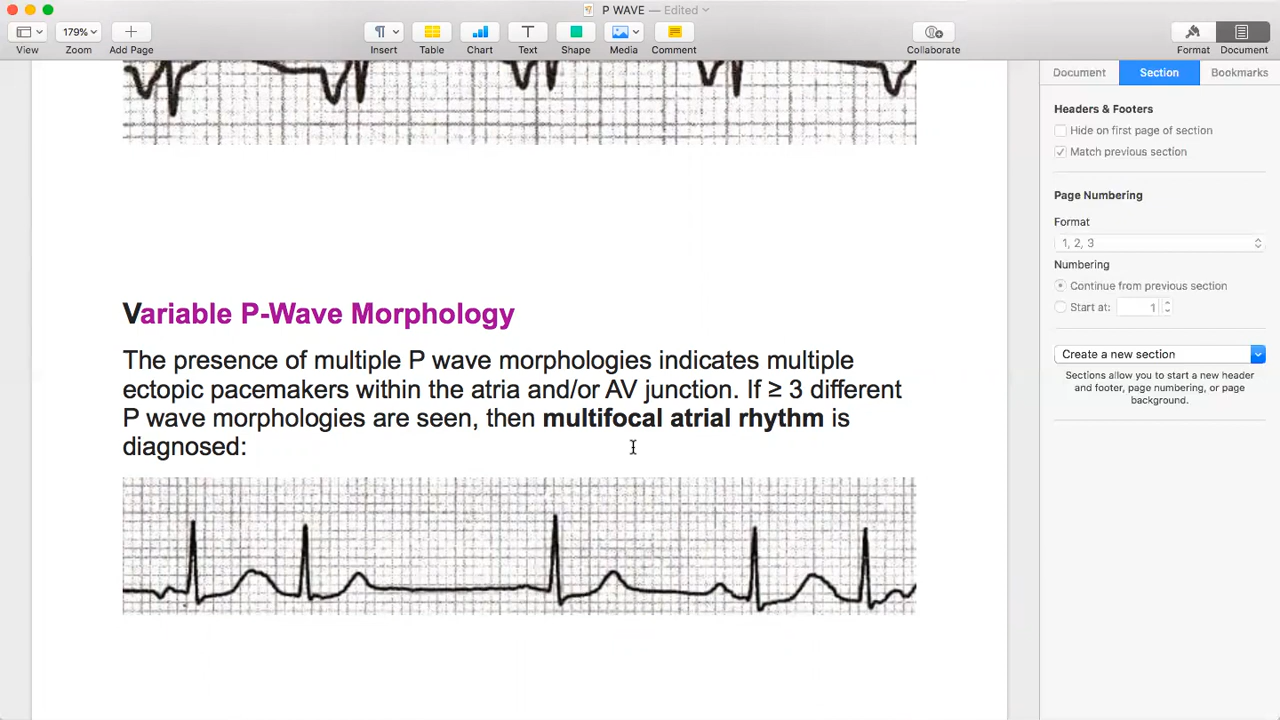 P WAVE — Edited
179%
View Zoom Add Page Insert Table Chart Text Shape Media Comment Collaborate Format Document
Document Section Bookmarks
Headers & Footers
Hide on first page of section
Match previous section
Page Numbering
Format
1, 2, 3
Numbering
Continue from previous section
Start at: 1
Create a new section
Sections allow you to start a new header
and footer, page numbering, or page
background.
Variable P-Wave Morphology
The presence of multiple P wave morphologies indicates multiple
ectopic pacemakers within the atria and/or AV junction. If ≥ 3 different
P wave morphologies are seen, then multifocal atrial rhythm is
diagnosed: